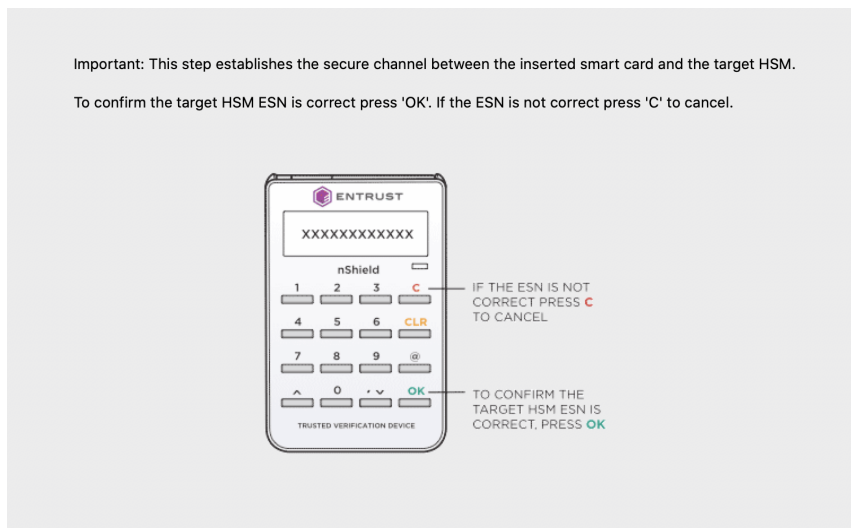 Important: This step establishes the secure channel between the inserted smart card and the target HSM.
To confirm the target HSM ESN is correct press 'OK'. If the ESN is not correct press 'C' to cancel.
ENTRUST
XXXXXXXXXXXX
nShield
1 2 3 C
4 5 6 CLR
7 8 9 @
^ 0 · ⌄ OK
TRUSTED VERIFICATION DEVICE
IF THE ESN IS NOT
CORRECT PRESS C
TO CANCEL
TO CONFIRM THE
TARGET HSM ESN IS
CORRECT, PRESS OK